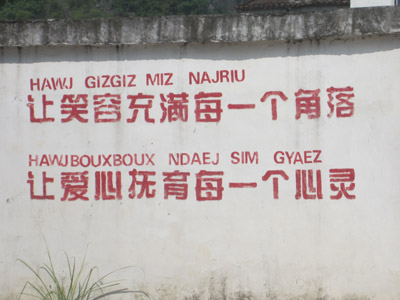 HAWJ GIZGIZ MIZ NAJRIU
让笑容充满每一个角落
HAWJBOUXBOUX NDAEJ SIM GYAEZ
让爱心抚育每一个心灵